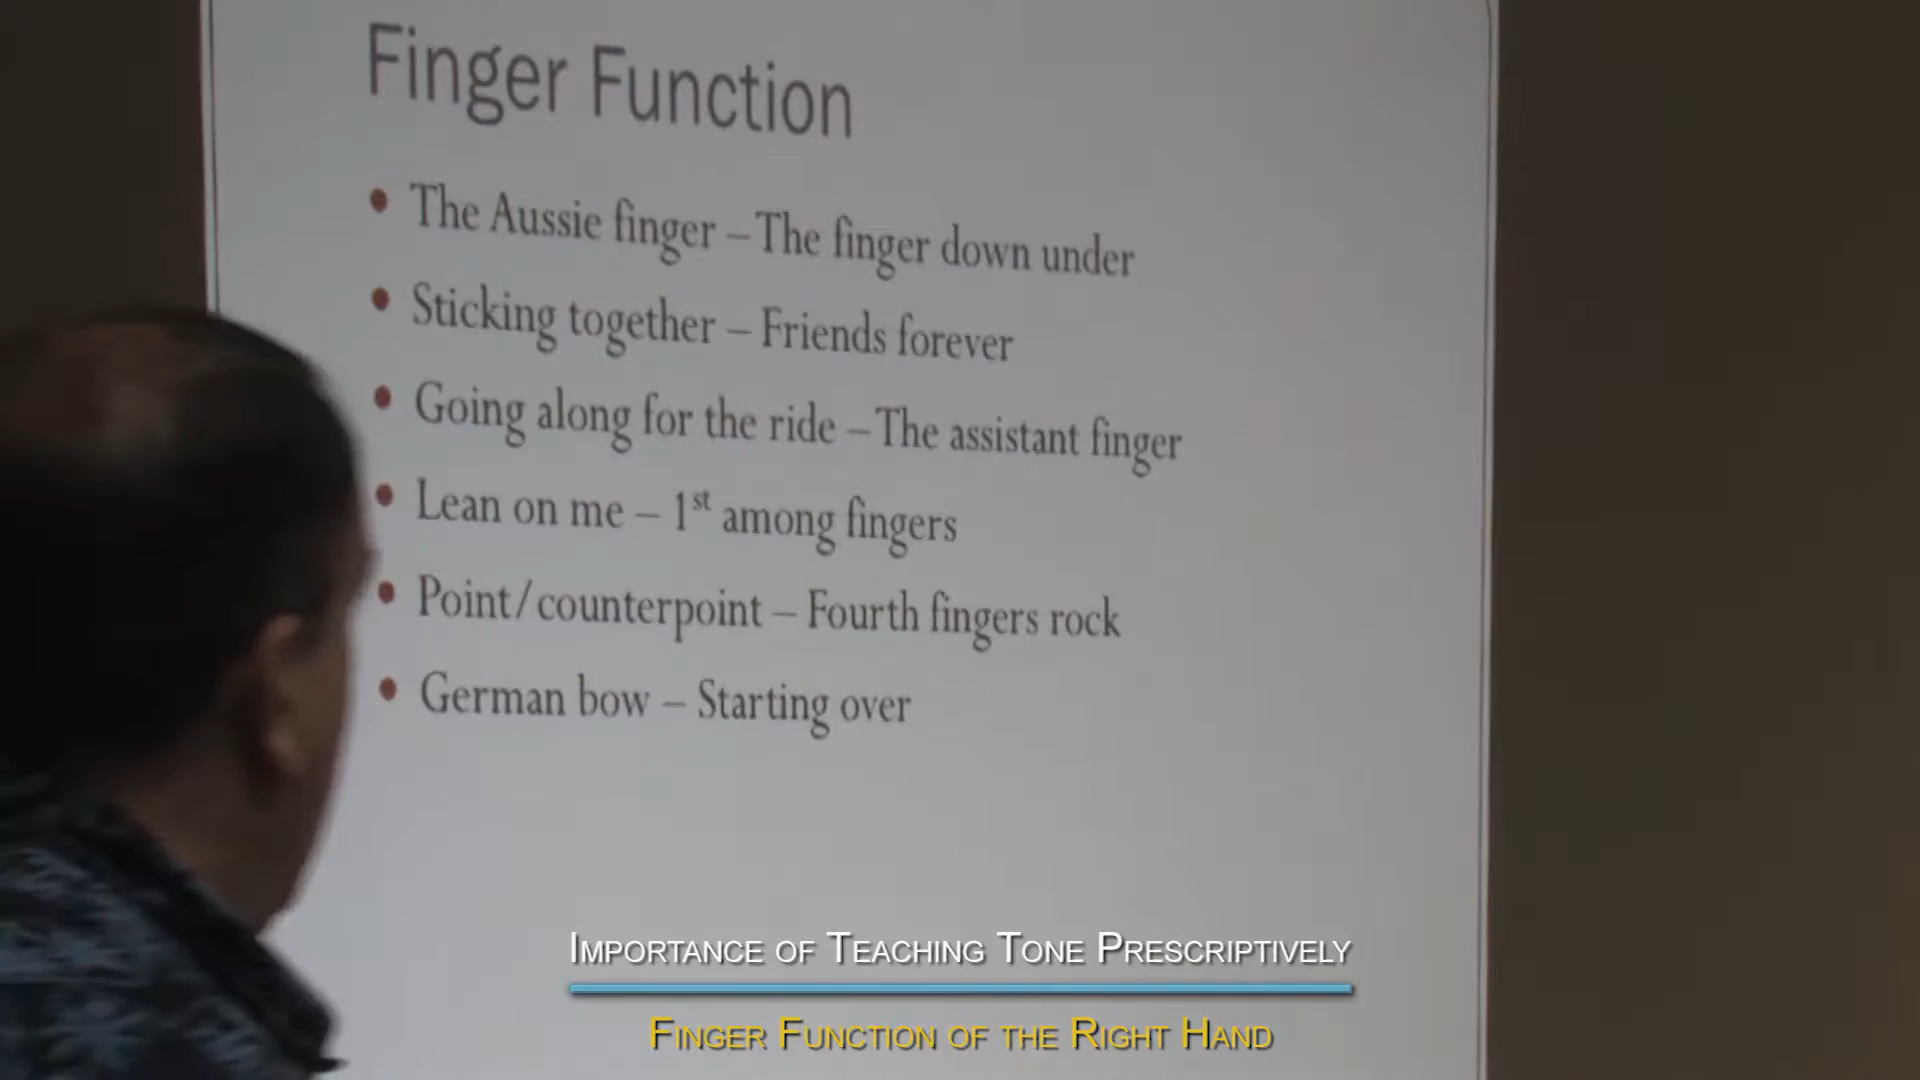 Finger Function
• The Aussie finger – The finger down under
• Sticking together – Friends forever
• Going along for the ride – The assistant finger
• Lean on me – 1st among fingers
• Point/counterpoint – Fourth fingers rock
• German bow – Starting over
Importance of Teaching Tone Prescriptively
Finger Function of the Right Hand